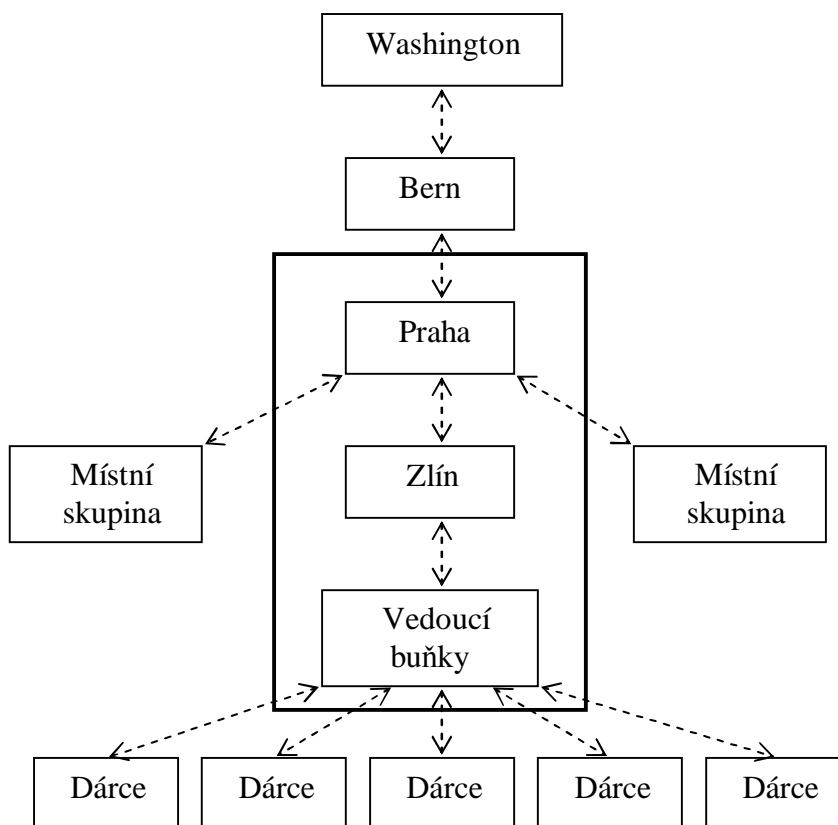 Washington
Bern
Praha
Místní
skupina
Zlín
Místní
skupina
Vedoucí
buňky
Dárce
Dárce
Dárce
Dárce
Dárce